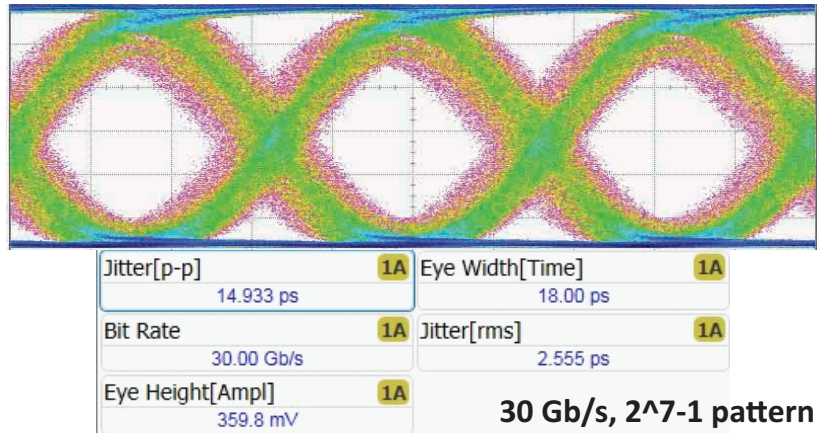 Jitter[p-p] 1A Eye Width[Time] 1A
14.933 ps 18.00 ps
Bit Rate 1A Jitter[rms] 1A
30.00 Gb/s 2.555 ps
Eye Height[Ampl] 1A
359.8 mV
30 Gb/s, 2^7-1 pattern